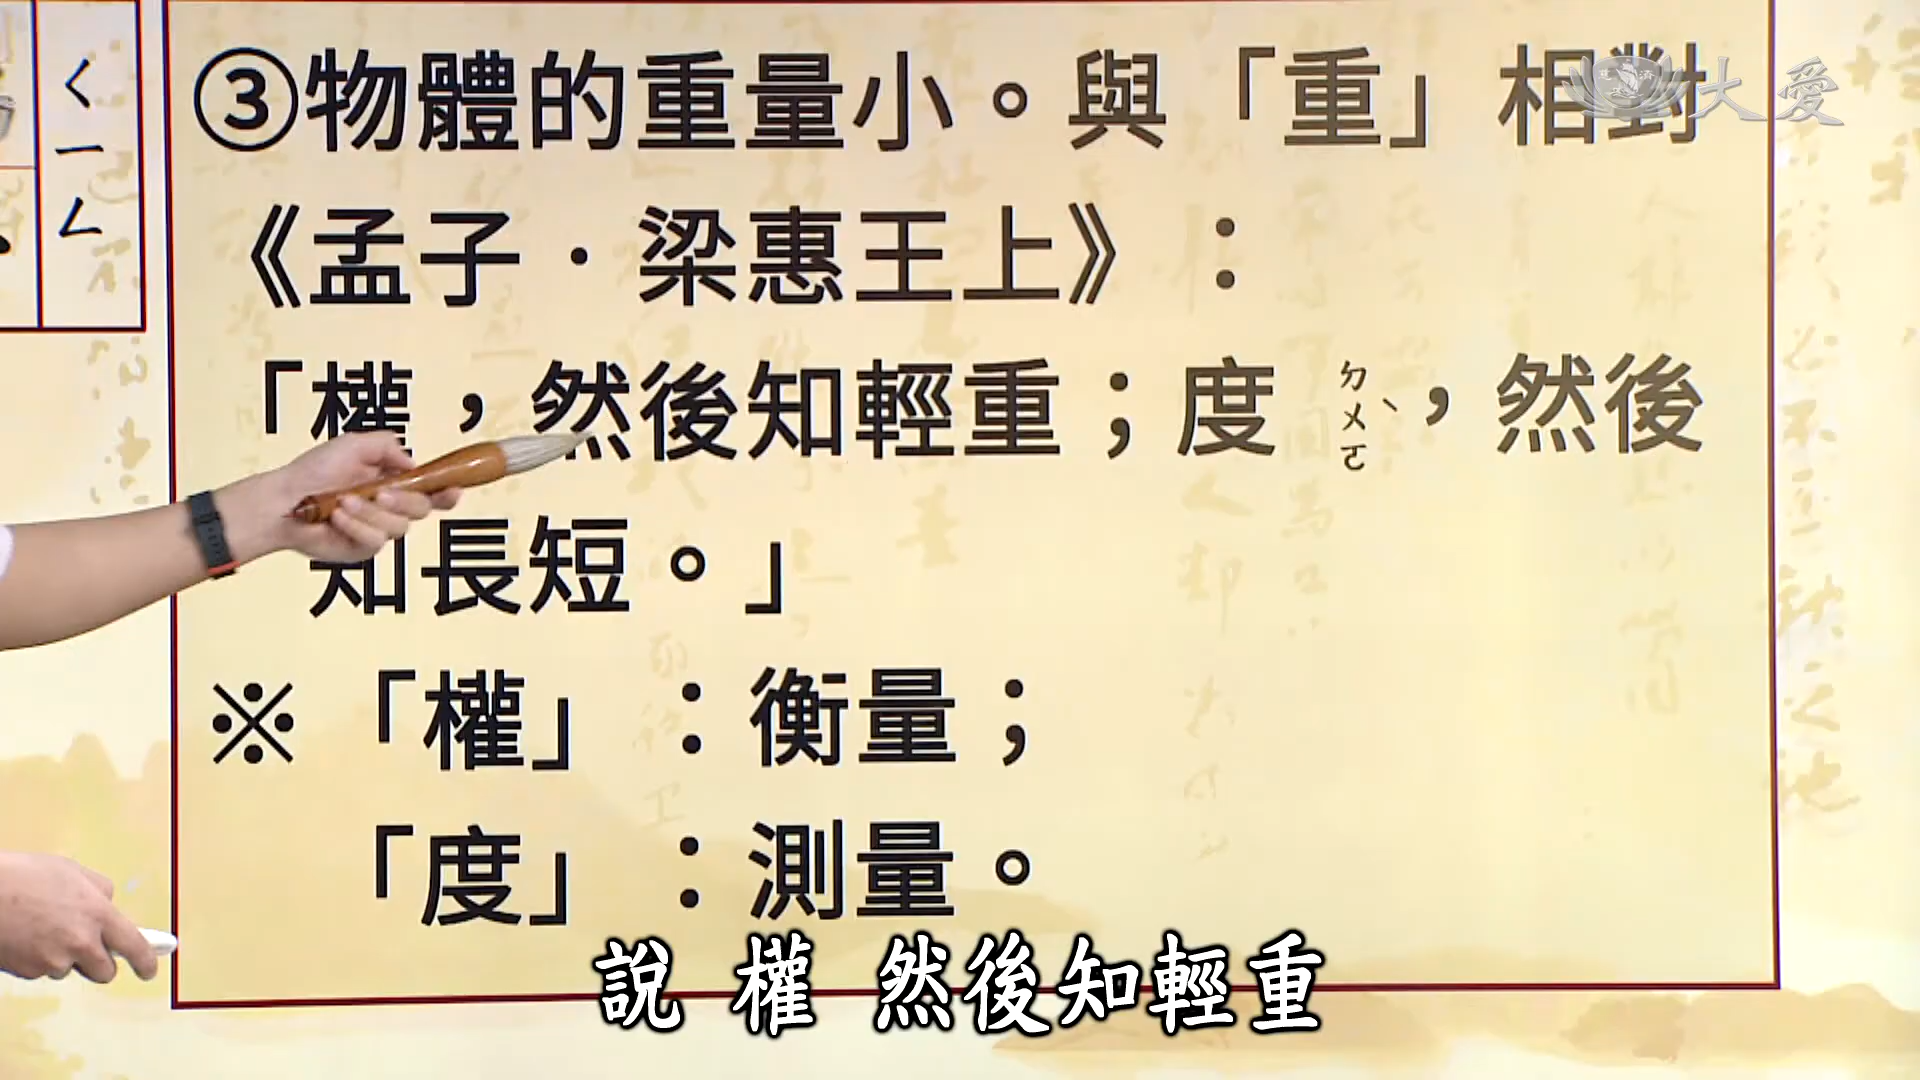 ㄑㄧㄥ
③物體的重量小。與「重」相對
《孟子．梁惠王上》：
「權，然後知輕重；度ㄉㄨㄛˋ，然後
知長短。」
※「權」：衡量；
「度」：測量。
大愛
說 權 然後知輕重